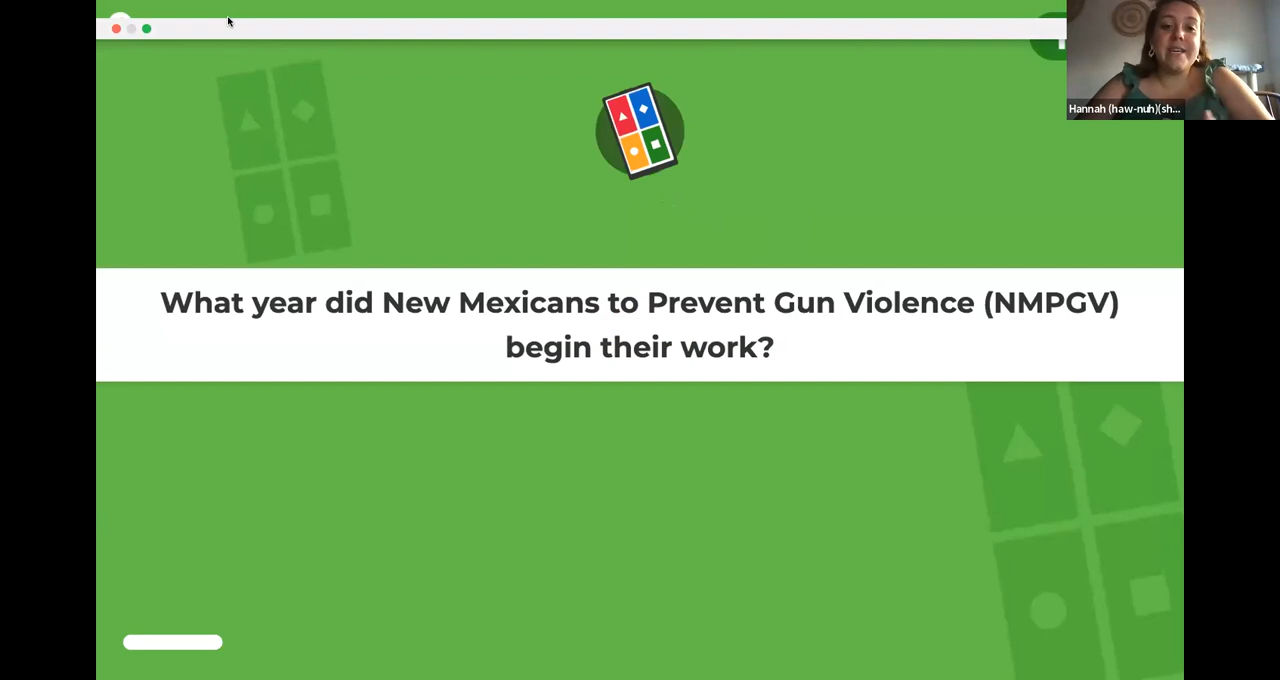 Hannah (haw-nuh)(sh...
What year did New Mexicans to Prevent Gun Violence (NMPGV)
begin their work?